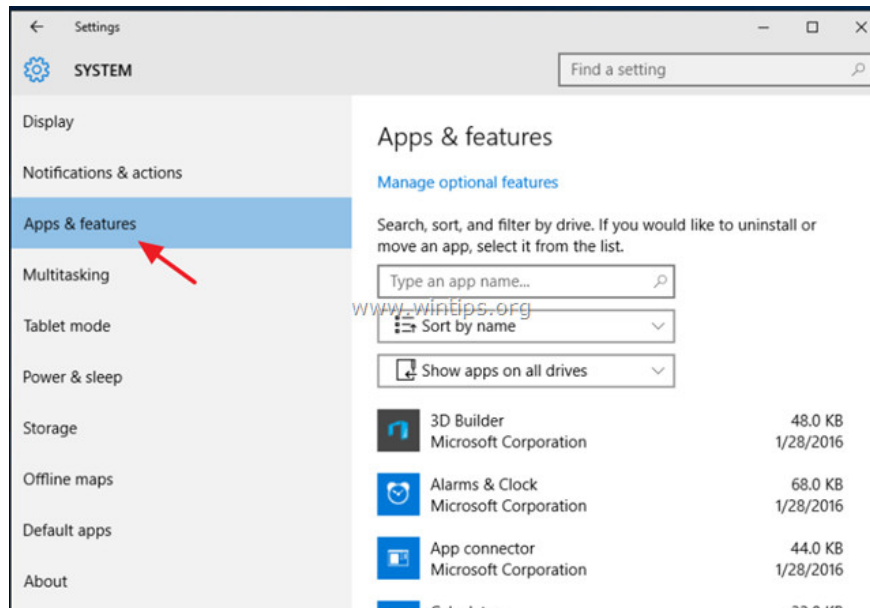 Settings
SYSTEM
Find a setting
Display
Notifications & actions
Apps & features
Multitasking
Tablet mode
Power & sleep
Storage
Offline maps
Default apps
About
Apps & features
Manage optional features
Search, sort, and filter by drive. If you would like to uninstall or
move an app, select it from the list.
Type an app name...
www.wintips.org
Sort by name
Show apps on all drives
3D Builder 48.0 KB
Microsoft Corporation 1/28/2016
Alarms & Clock 68.0 KB
Microsoft Corporation 1/28/2016
App connector 44.0 KB
Microsoft Corporation 1/28/2016